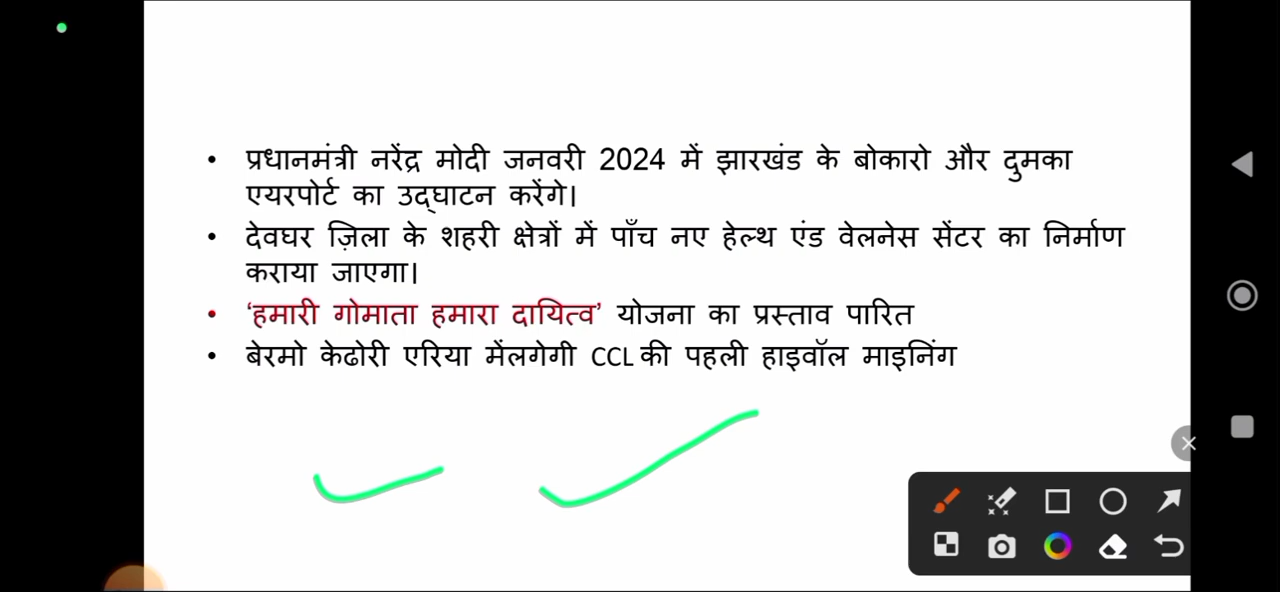 • प्रधानमंत्री नरेंद्र मोदी जनवरी 2024 में झारखंड के बोकारो और दुमका
एयरपोर्ट का उद्घाटन करेंगे।
• देवघर ज़िला के शहरी क्षेत्रों में पाँच नए हेल्थ एंड वेलनेस सेंटर का निर्माण
कराया जाएगा।
• ‘हमारी गोमाता हमारा दायित्व’ योजना का प्रस्ताव पारित
• बेरमो केढोरी एरिया मेंलगेगी CCL की पहली हाइवॉल माइनिंग